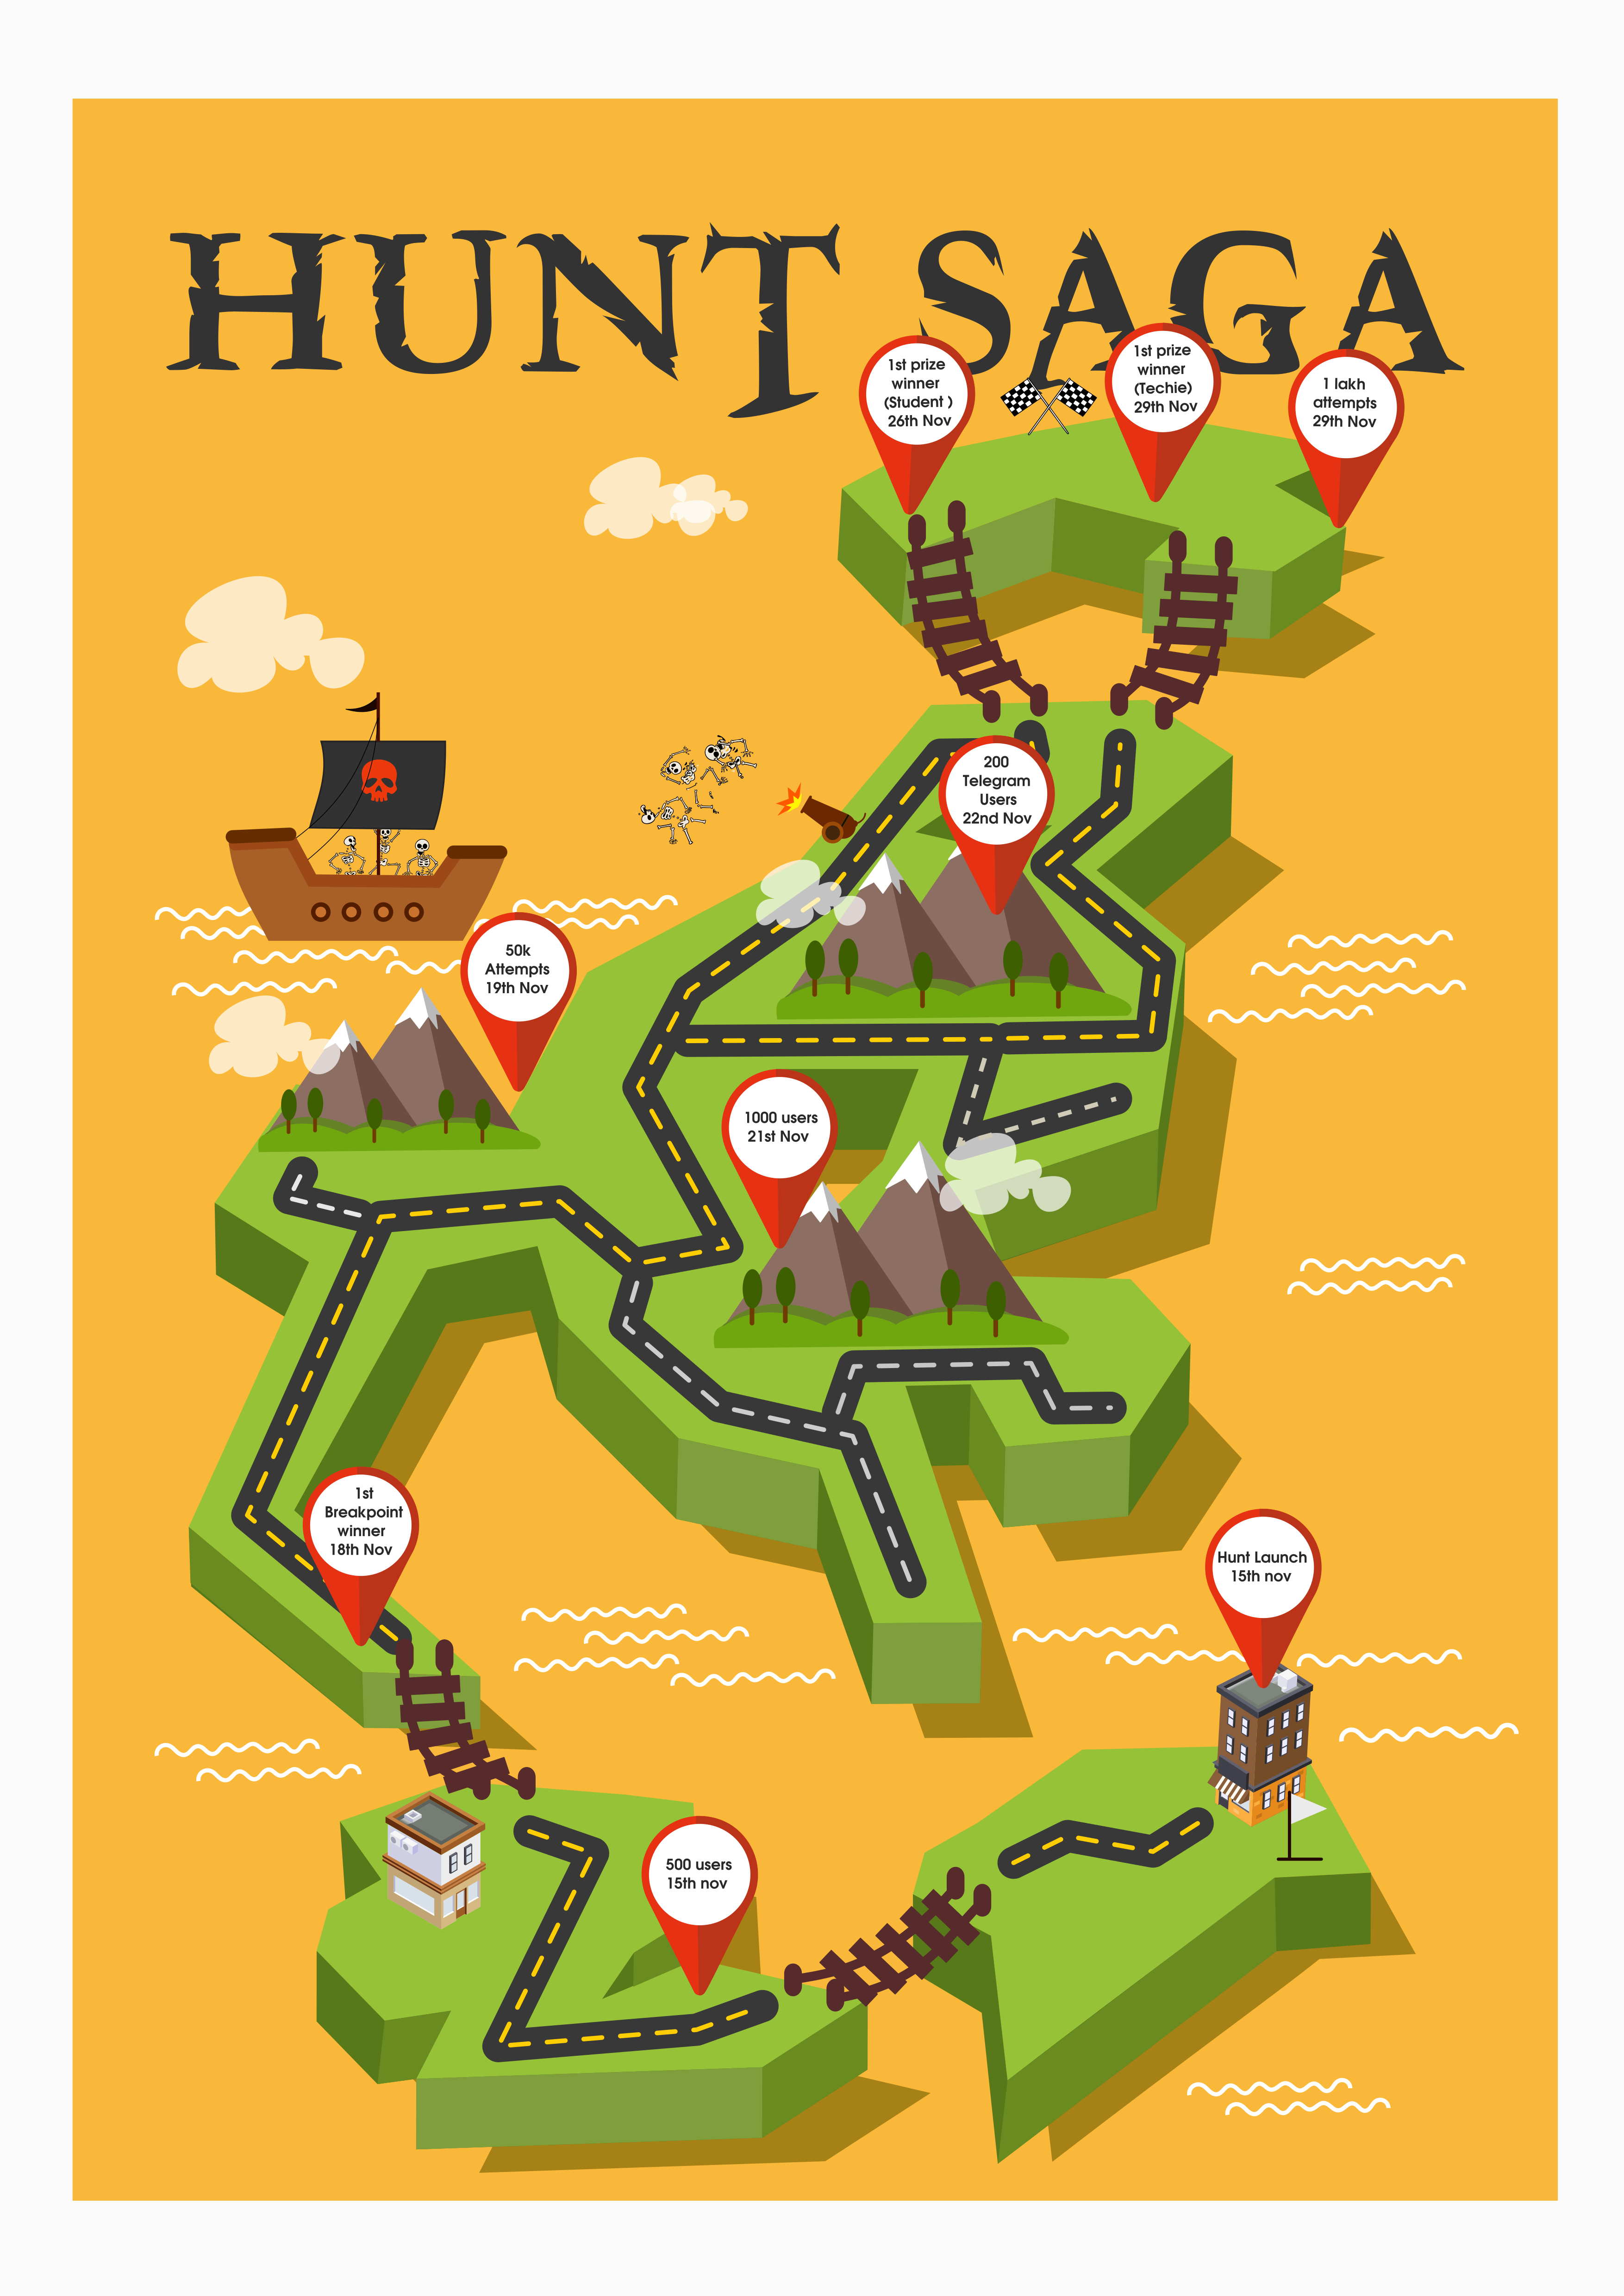 HUNT SAGA
1st prize
winner
(Student )
26th Nov
1st prize
winner
(Techie)
29th Nov
1 lakh
attempts
29th Nov
200
Telegram
Users
22nd Nov
50k
Attempts
19th Nov
1000 users
21st Nov
1st
Breakpoint
winner
18th Nov
Hunt Launch
15th nov
500 users
15th nov